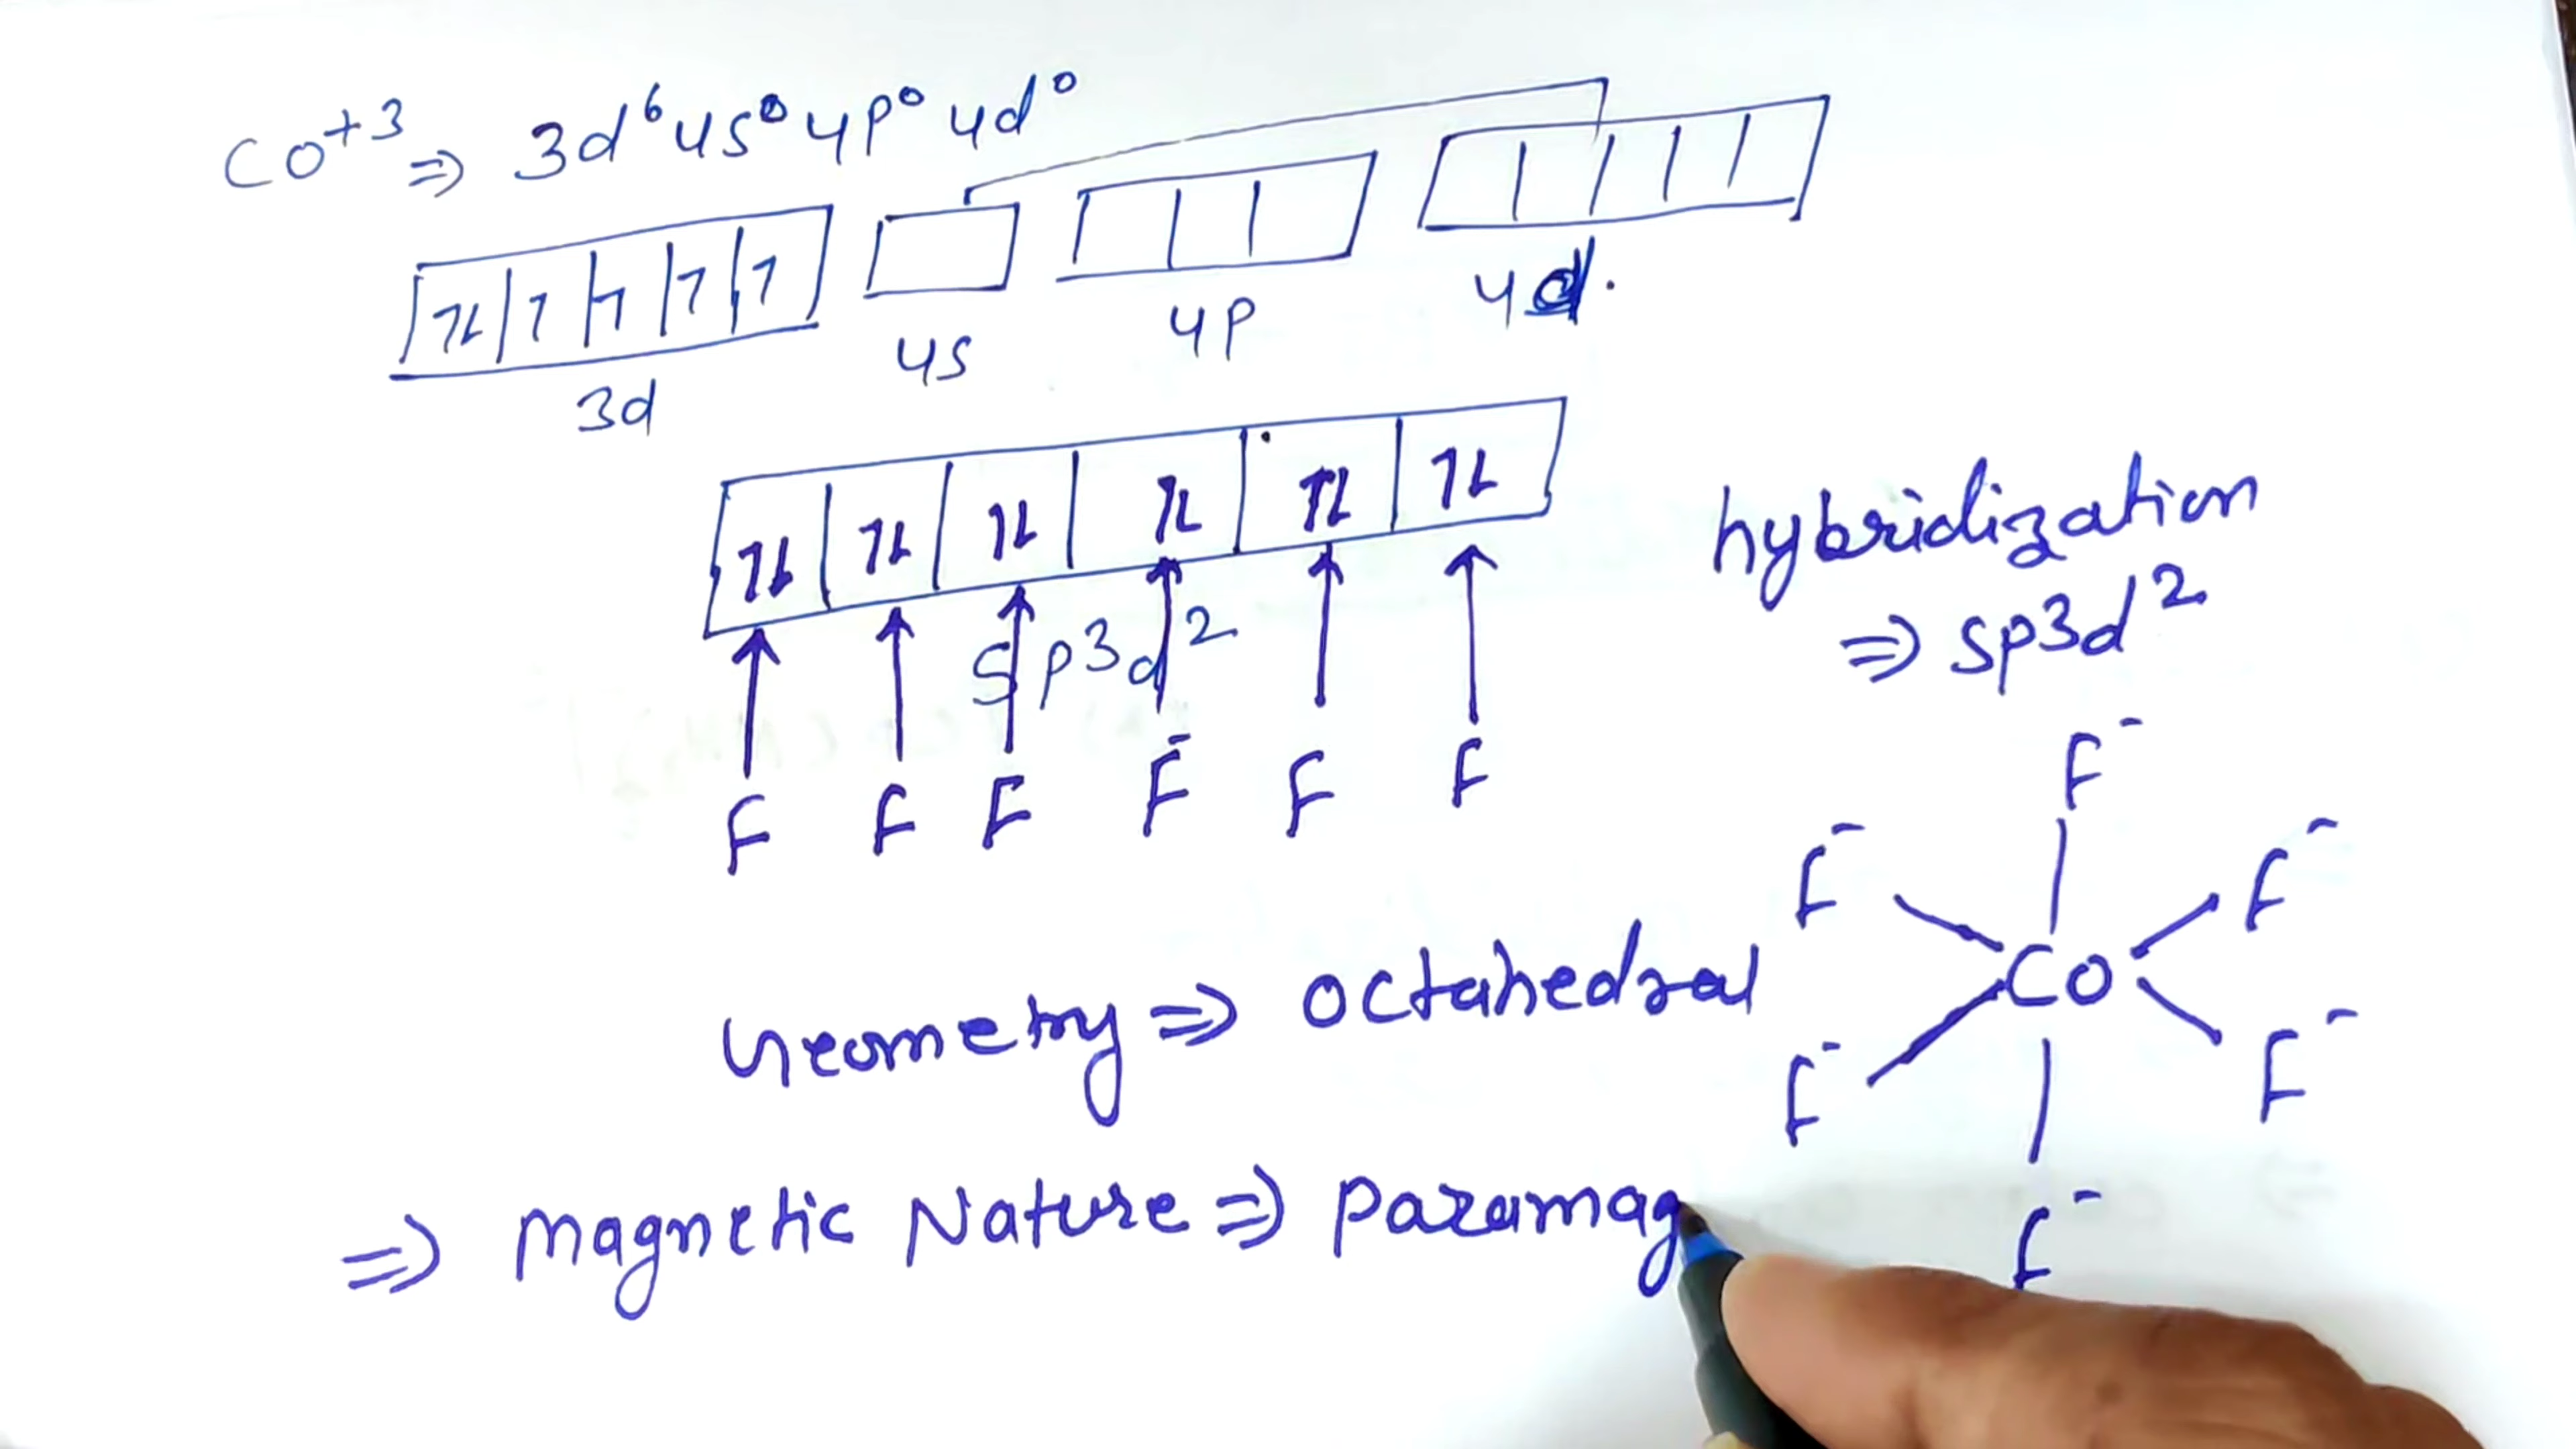 Co⁺³ ⇒ 3d⁶ 4s⁰ 4p⁰ 4d⁰
3d 4s 4p 4d.
sp3d²
F F F F⁻ F F
hybridization
⇒ sp3d²
F⁻
F⁻ F⁻
Co
F⁻ F⁻
F⁻
Geometry ⇒ octahedral
⇒ Magnetic Nature ⇒ Paramag